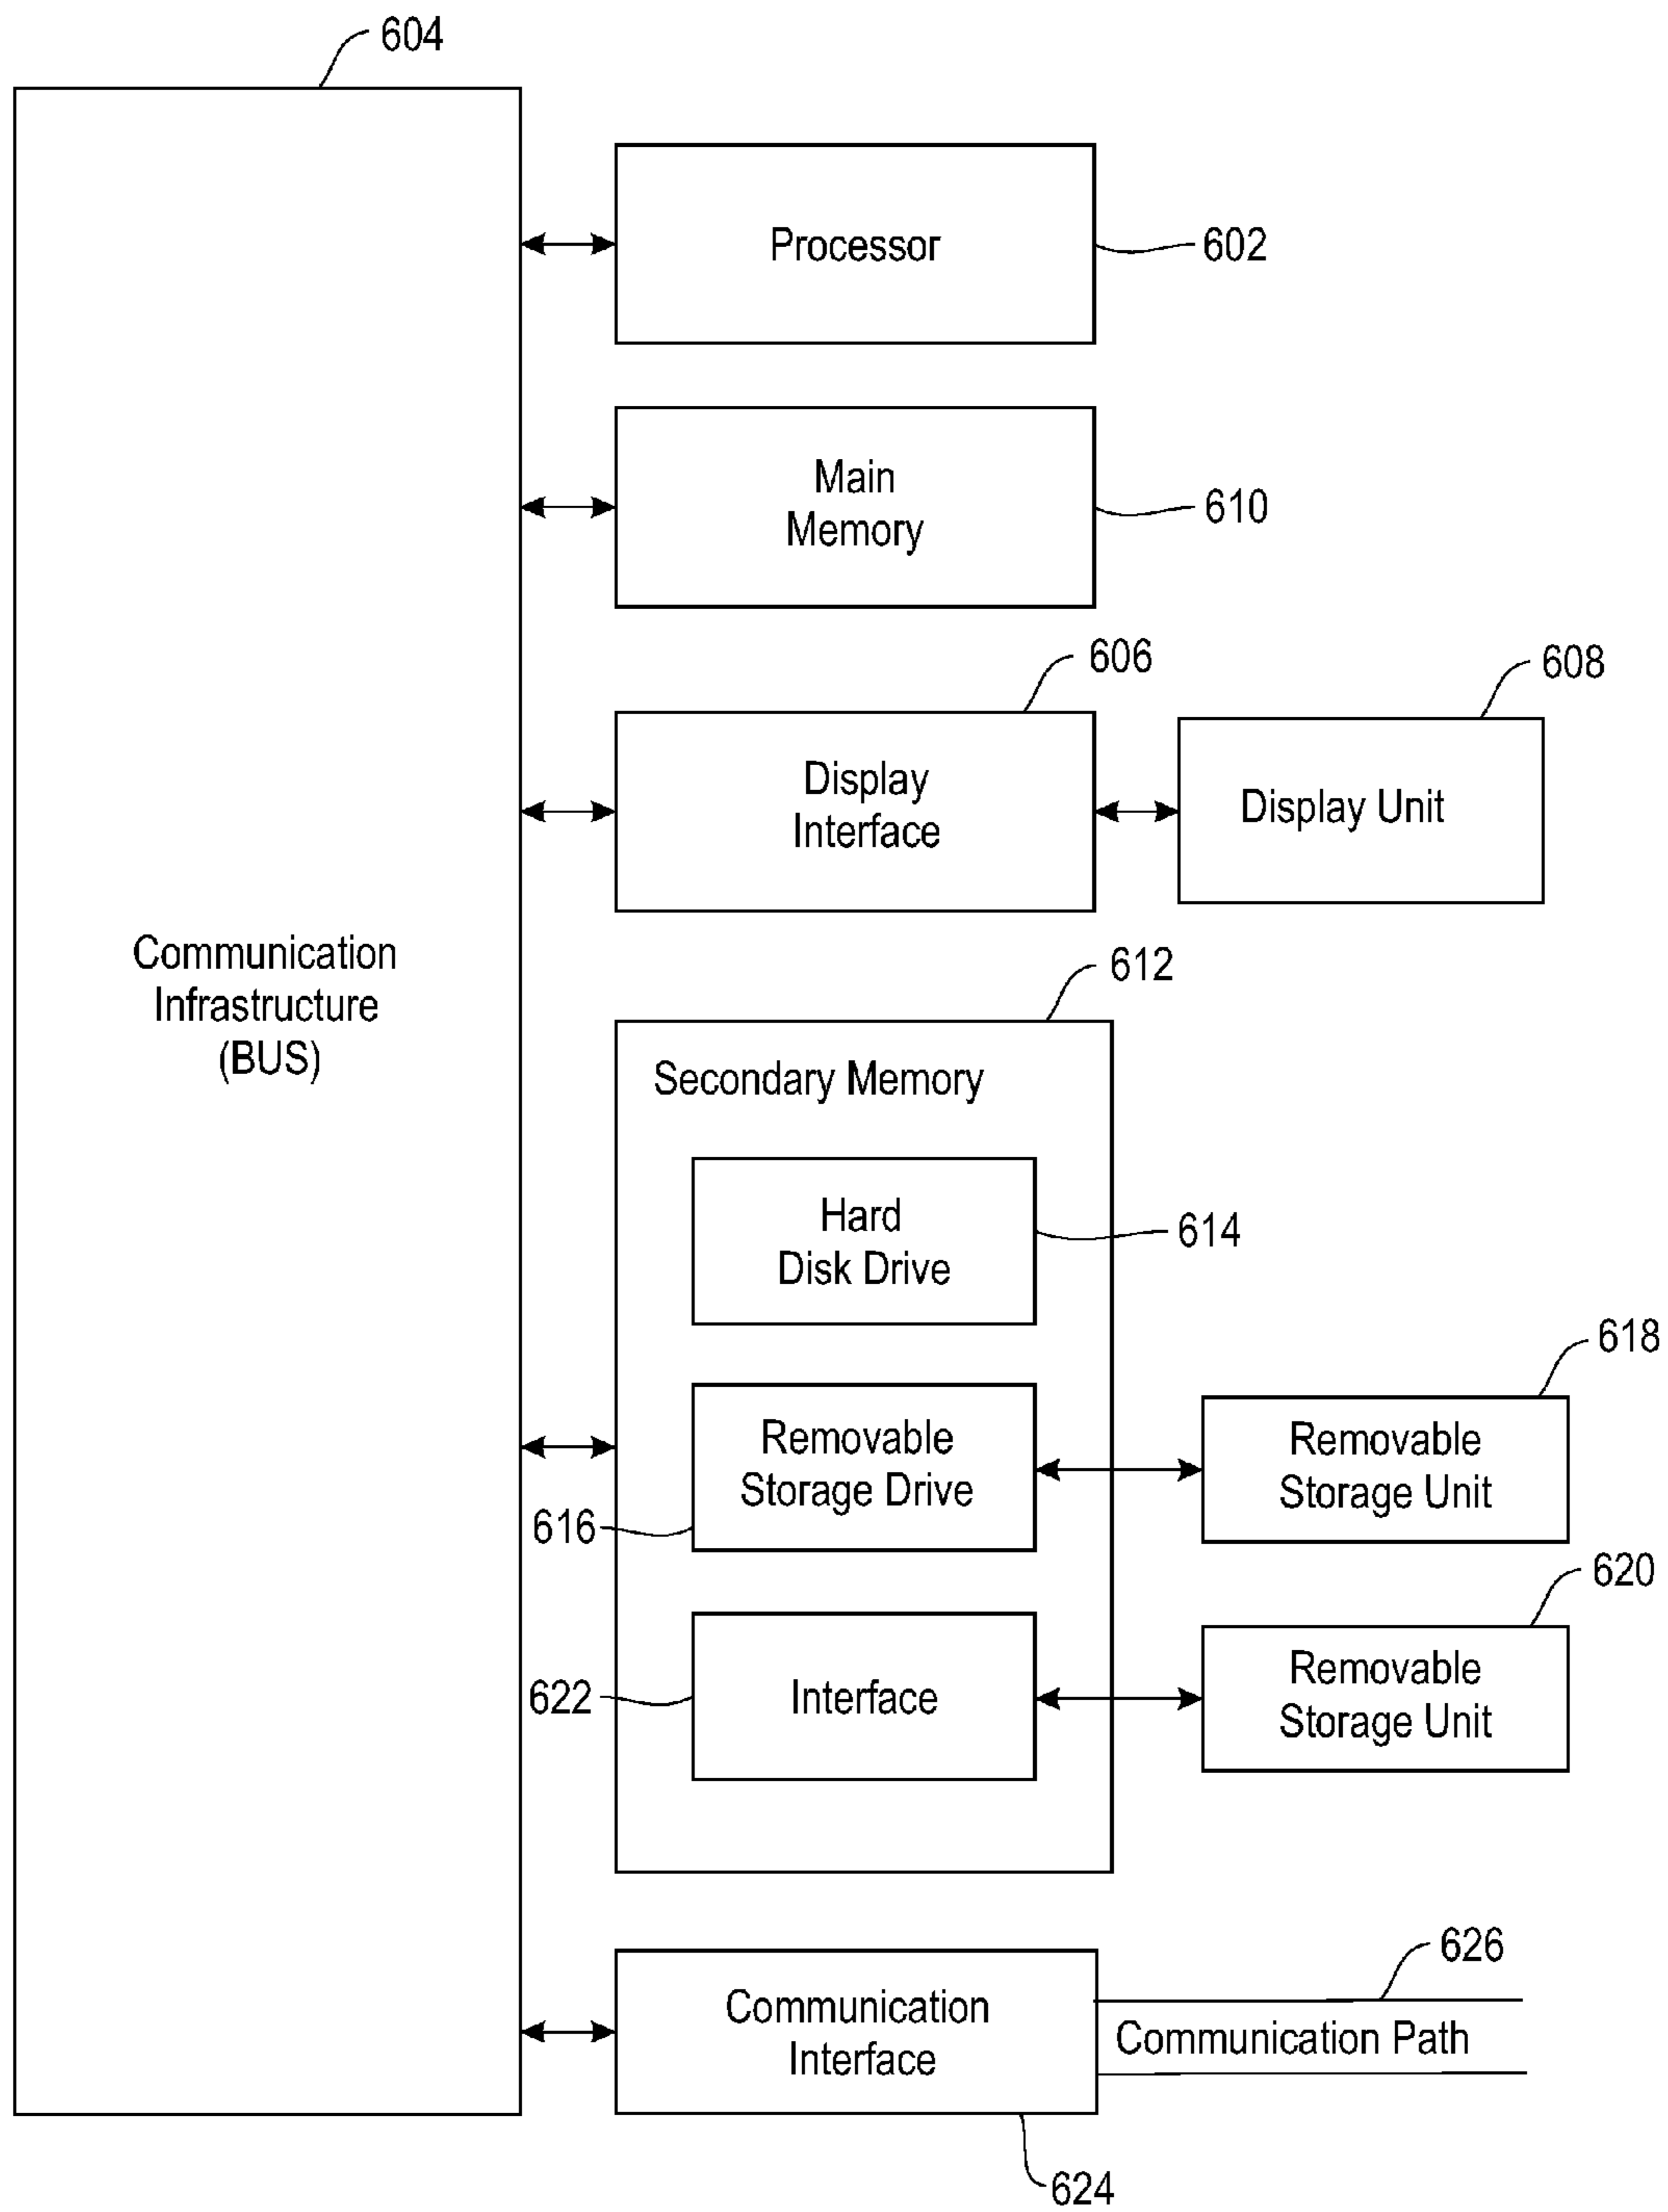 604
Processor
602
Main
Memory
610
606
608
Display
Interface
Display Unit
Communication
Infrastructure
(BUS)
612
Secondary Memory
Hard
Disk Drive
614
618
Removable
Storage Drive
616
Removable
Storage Unit
620
622
Interface
Removable
Storage Unit
626
Communication
Interface
Communication Path
624